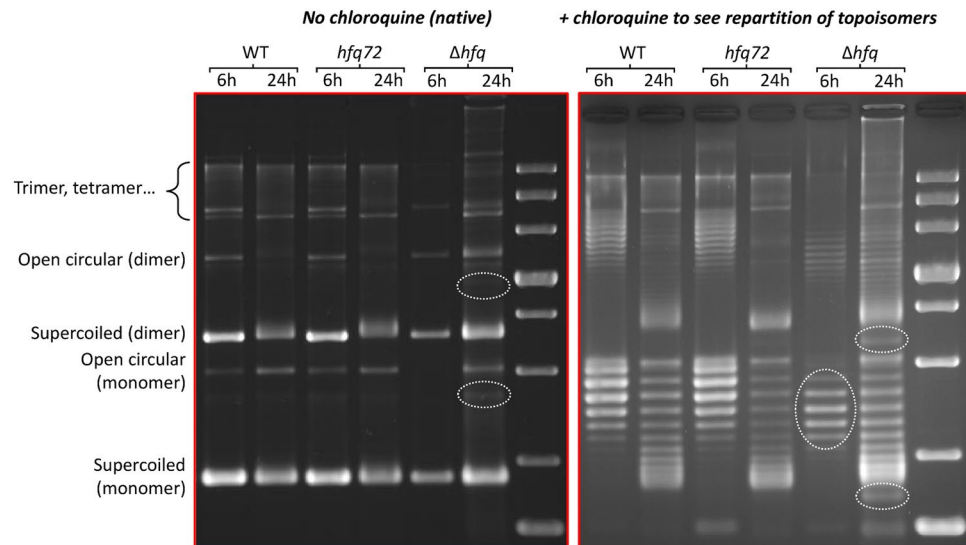 No chloroquine (native)
+ chloroquine to see repartition of topoisomers
WT hfq72 Δhfq
WT hfq72 Δhfq
6h 24h 6h 24h 6h 24h
6h 24h 6h 24h 6h 24h
Trimer, tetramer...
Open circular (dimer)
Supercoiled (dimer)
Open circular
(monomer)
Supercoiled
(monomer)